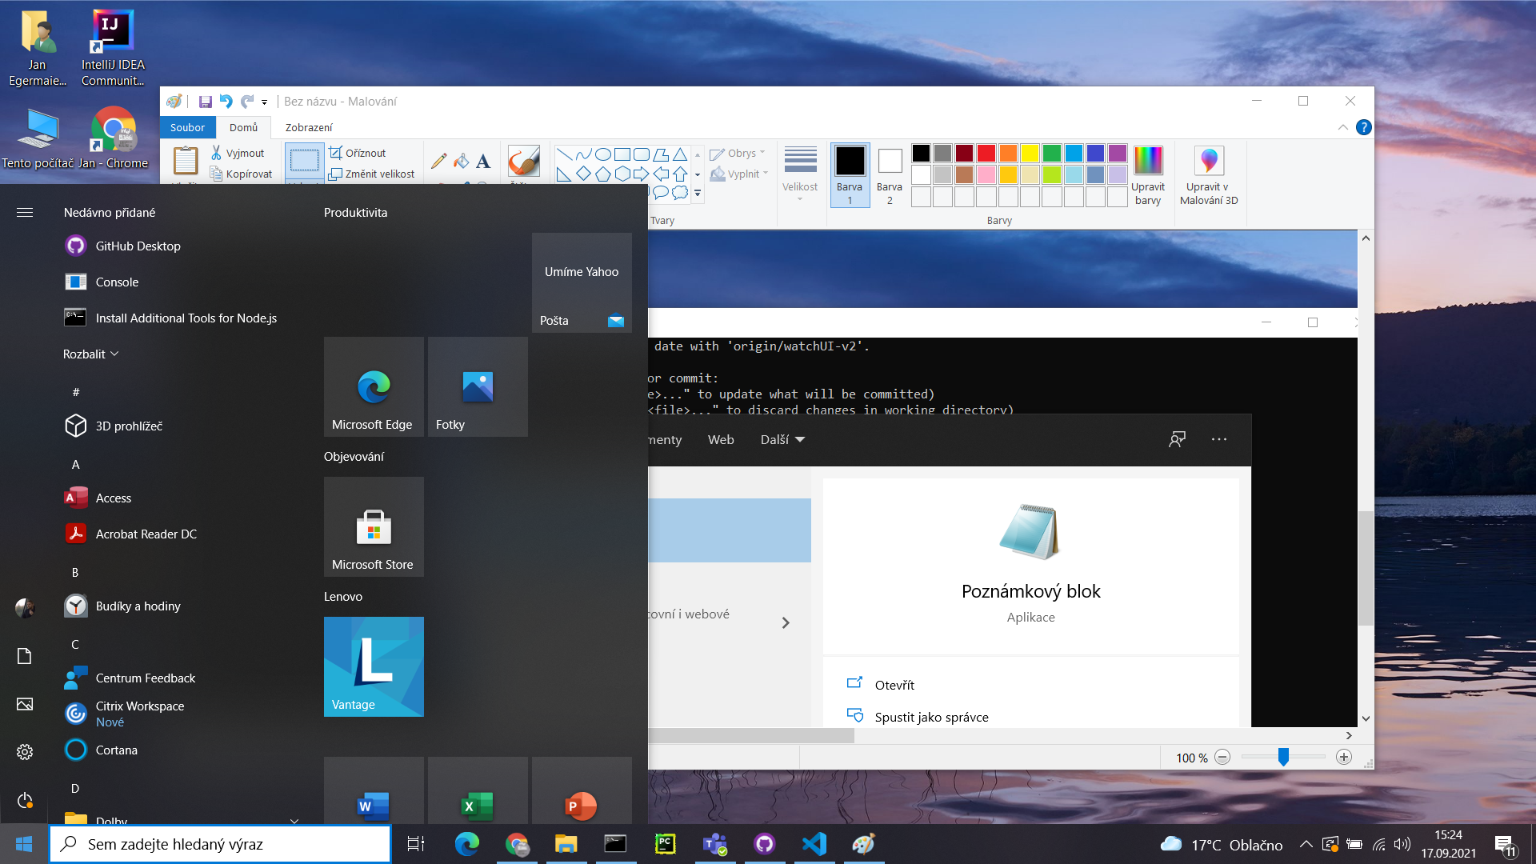 Jan
Egermaie...
IntelliJ IDEA
Communit...
Tento počítač
Jan - Chrome
Bez názvu - Malování
Soubor
Domů
Zobrazení
Vyjmout
Kopírovat
Oříznout
Změnit velikost
Obrys
Vyplnit
Tvary
Velikost
Barva
1
Barva
2
Upravit
barvy
Barvy
Upravit v
Malování 3D
Nedávno přidané
GitHub Desktop
Console
Install Additional Tools for Node.js
Rozbalit
#
3D prohlížeč
A
Access
Acrobat Reader DC
B
Budíky a hodiny
C
Centrum Feedback
Citrix Workspace
Nové
Cortana
D
Dolby
Produktivita
Umíme Yahoo
Pošta
Microsoft Edge
Fotky
Objevování
Microsoft Store
Lenovo
Vantage
date with 'origin/watchUI-v2'.
or commit:
e>..." to update what will be committed)
<file>..." to discard changes in working directory)
menty
Web
Další
covní i webové
Poznámkový blok
Aplikace
Otevřít
Spustit jako správce
100 %
Sem zadejte hledaný výraz
17°C Oblačno
15:24
17.09.2021
11